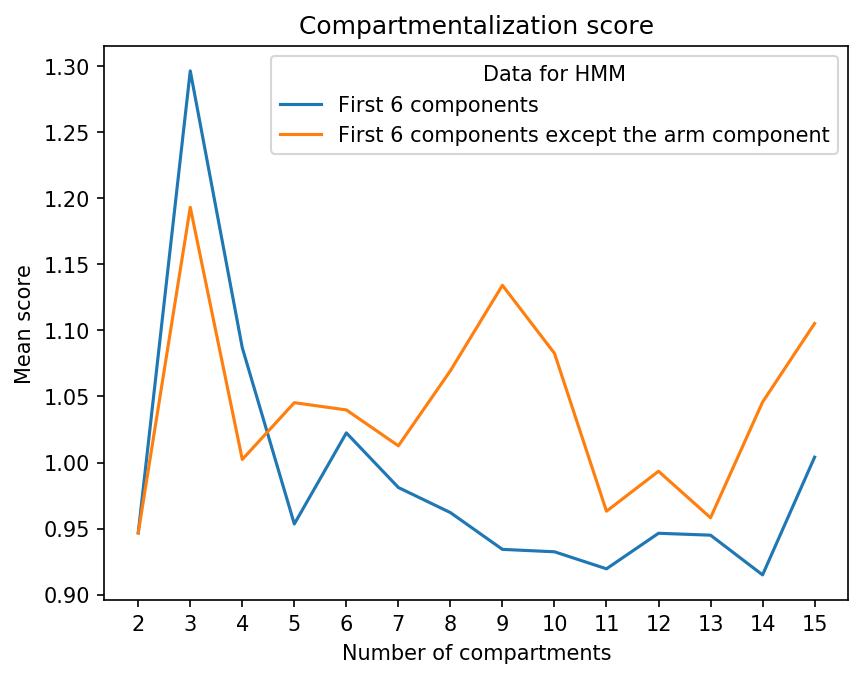 Compartmentalization score
Data for HMM
First 6 components
First 6 components except the arm component
Mean score
1.30
1.25
1.20
1.15
1.10
1.05
1.00
0.95
0.90
2 3 4 5 6 7 8 9 10 11 12 13 14 15
Number of compartments